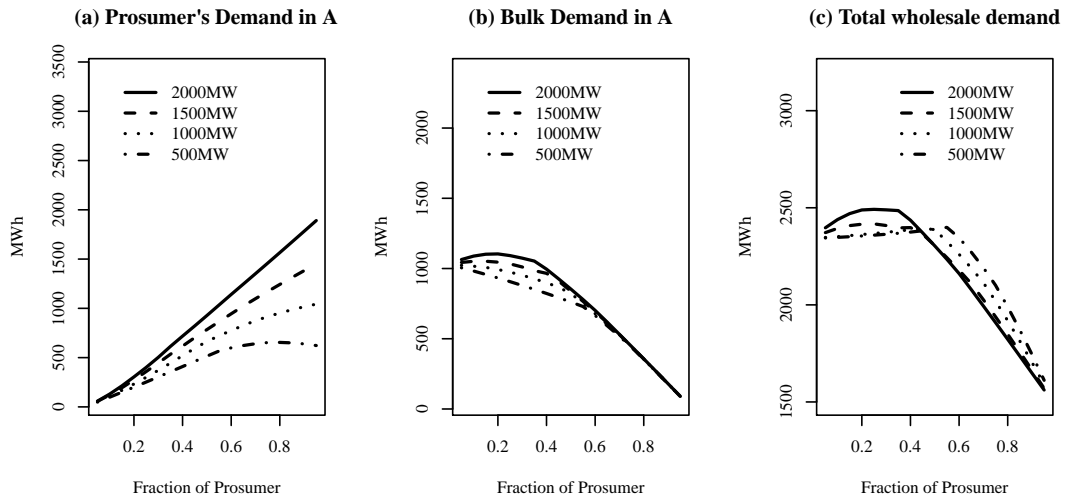 (a) Prosumer's Demand in A
MWh
3500
3000
2500
2000
1500
1000
500
0
2000MW
1500MW
1000MW
500MW
0.2 0.4 0.6 0.8
Fraction of Prosumer
(b) Bulk Demand in A
MWh
2000
1500
1000
500
0
2000MW
1500MW
1000MW
500MW
0.2 0.4 0.6 0.8
Fraction of Prosumer
(c) Total wholesale demand
MWh
3000
2500
2000
1500
2000MW
1500MW
1000MW
500MW
0.2 0.4 0.6 0.8
Fraction of Prosumer